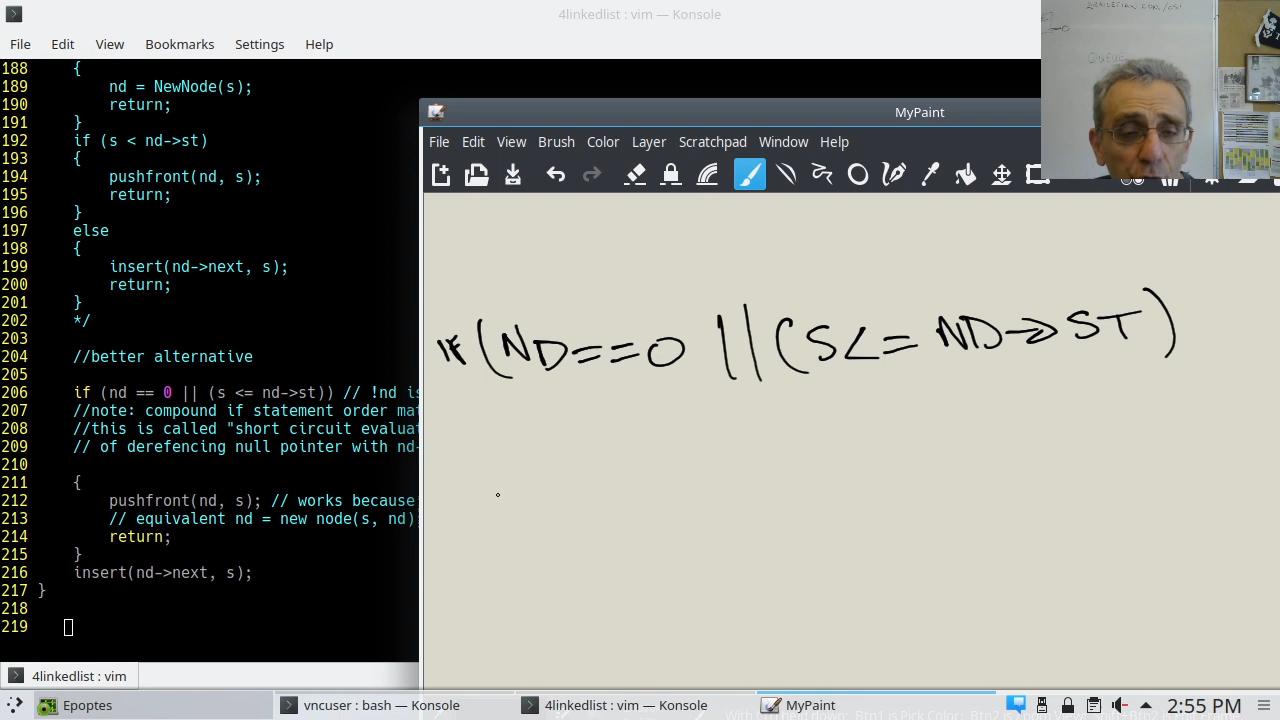 4linkedlist : vim — Konsole
File Edit View Bookmarks Settings Help
188 {
189 nd = NewNode(s);
190 return;
191 }
192 if (s < nd->st)
193 {
194 pushfront(nd, s);
195 return;
196 }
197 else
198 {
199 insert(nd->next, s);
200 return;
201 }
202 */
203
204 //better alternative
205
206 if (nd == 0 || (s <= nd->st)) // !nd is
207 //note: compound if statement order mat
208 //this is called "short circuit evaluat
209 // of derefencing null pointer with nd-
210
211 {
212 pushfront(nd, s); // works because
213 // equivalent nd = new node(s, nd)
214 return;
215 }
216 insert(nd->next, s);
217 }
218
219
MyPaint
File Edit View Brush Color Layer Scratchpad Window Help
IF (ND==0 || (S<= ND->ST)
4linkedlist : vim
Epoptes
vncuser : bash — Konsole
4linkedlist : vim — Konsole
MyPaint
2:55 PM